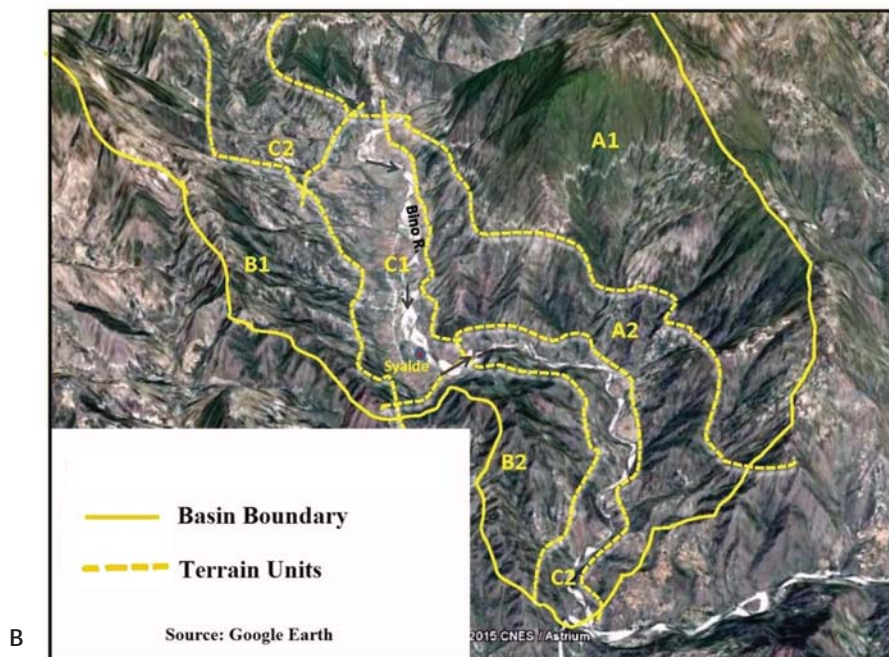 A1
C2
Bino R.
B1
C1
A2
Syalde
B2
C2
Basin Boundary
Terrain Units
Source: Google Earth
2015 CNES / Astrium
B